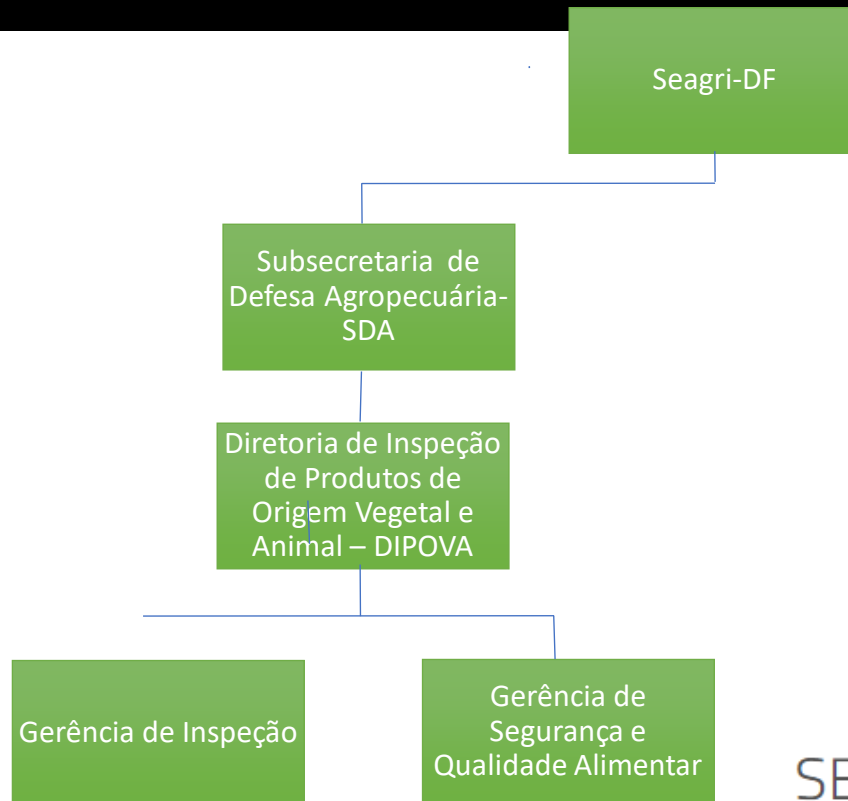 Seagri-DF
Subsecretaria de
Defesa Agropecuária-
SDA
Diretoria de Inspeção
de Produtos de
Origem Vegetal e
Animal – DIPOVA
Gerência de Inspeção
Gerência de
Segurança e
Qualidade Alimentar
SE